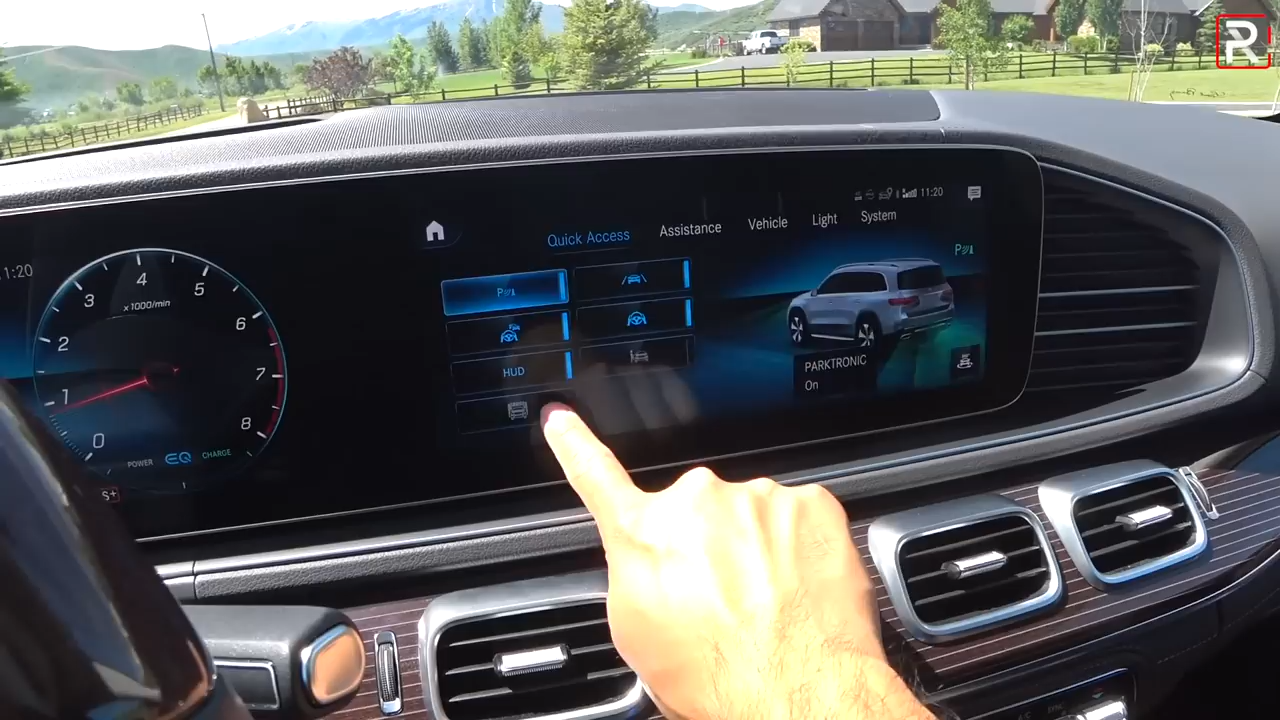 R
11:20
11:20
Quick Access
Assistance
Vehicle
Light
System
P
P
HUD
PARKTRONIC
On
0
1
2
3
4
5
6
7
8
x1000/min
POWER
EQ
CHARGE
S+